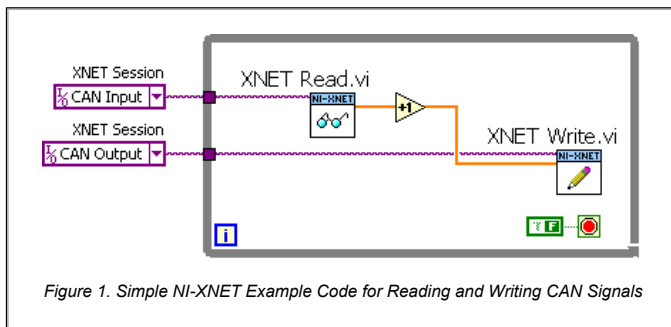 XNET Session
CAN Input
XNET Read.vi
NI-XNET
+1
XNET Session
CAN Output
XNET Write.vi
NI-XNET
i
F
Figure 1. Simple NI-XNET Example Code for Reading and Writing CAN Signals